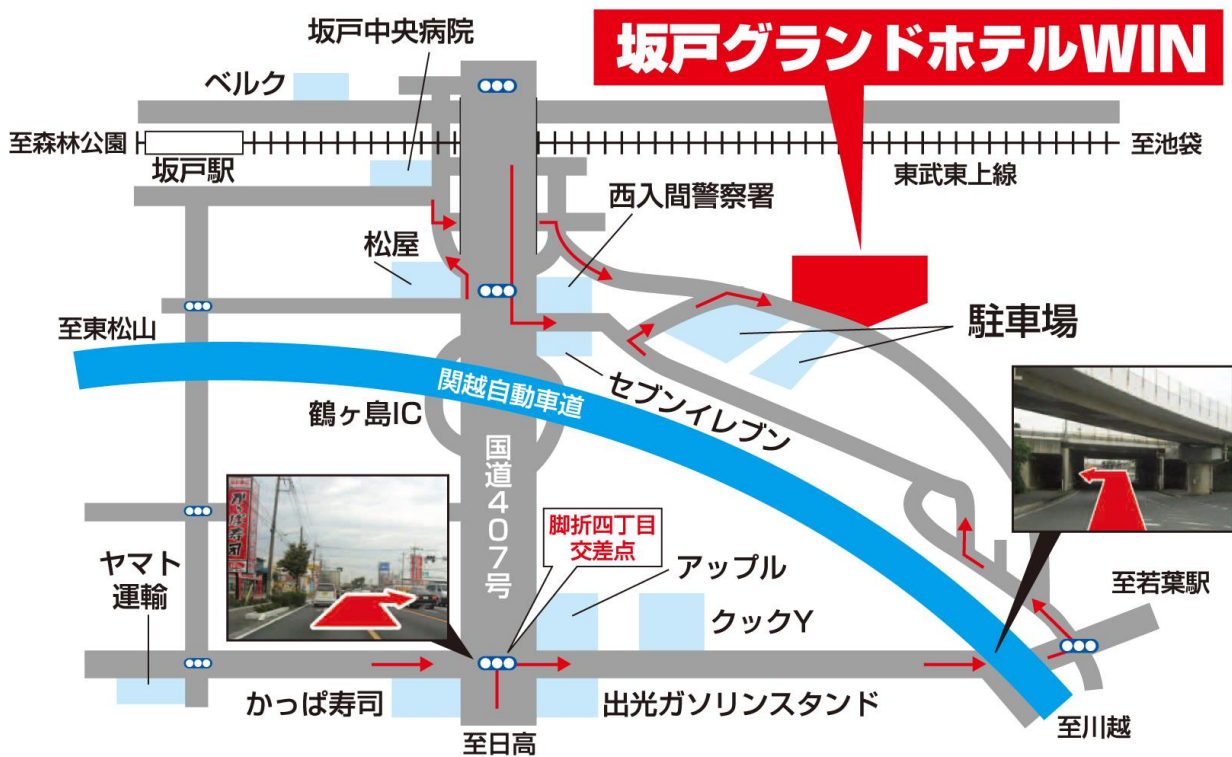 坂戸グランドホテルWIN
坂戸中央病院
ベルク
至森林公園
坂戸駅
至池袋
東武東上線
西入間警察署
松屋
駐車場
至東松山
関越自動車道
セブンイレブン
鶴ヶ島IC
国道407号
かっぱ寿司
脚折四丁目
交差点
アップル
ヤマト
運輸
クックY
至若葉駅
かっぱ寿司
出光ガソリンスタンド
至川越
至日高